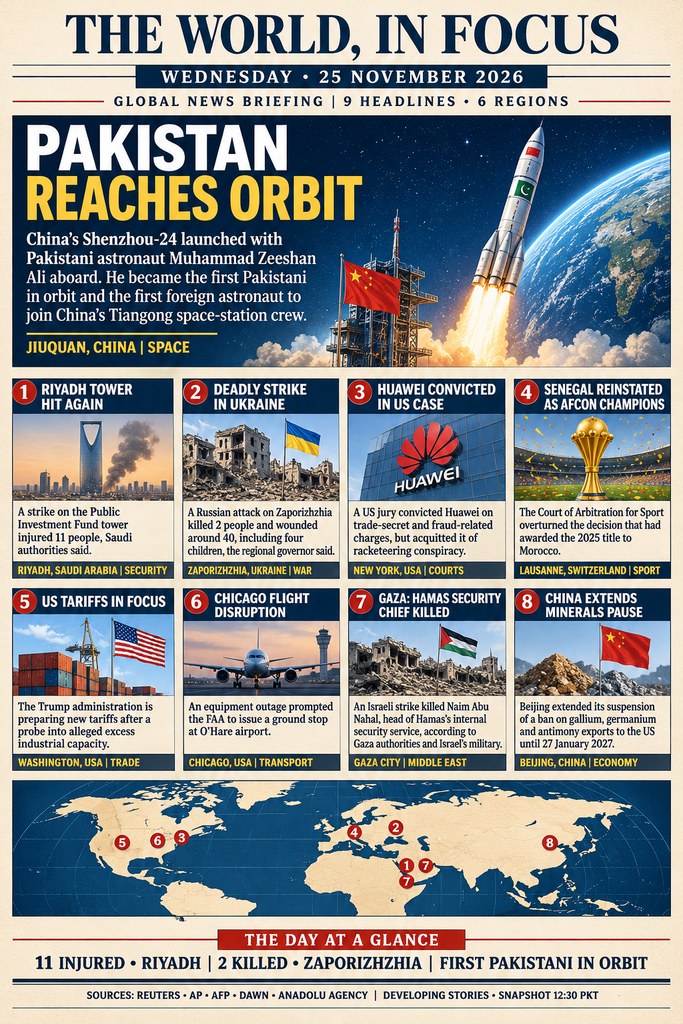 THE WORLD, IN FOCUS
WEDNESDAY • 25 NOVEMBER 2026
GLOBAL NEWS BRIEFING | 9 HEADLINES • 6 REGIONS
PAKISTAN
REACHES ORBIT
China's Shenzhou-24 launched with
Pakistani astronaut Muhammad Zeeshan
Ali aboard. He became the first Pakistani
in orbit and the first foreign astronaut to
join China's Tiangong space-station crew.
JIUQUAN, CHINA | SPACE
1 RIYADH TOWER
HIT AGAIN
A strike on the Public
Investment Fund tower
injured 11 people, Saudi
authorities said.
RIYADH, SAUDI ARABIA | SECURITY
2 DEADLY STRIKE
IN UKRAINE
A Russian attack on Zaporizhzhia
killed 2 people and wounded
around 40, including four
children, the regional governor said.
ZAPORIZHZHIA, UKRAINE | WAR
3 HUAWEI CONVICTED
IN US CASE
HUAWEI
A US jury convicted Huawei on
trade-secret and fraud-related
charges, but acquitted it of
racketeering conspiracy.
NEW YORK, USA | COURTS
4 SENEGAL REINSTATED
AS AFCON CHAMPIONS
The Court of Arbitration for Sport
overturned the decision that had
awarded the 2025 title to
Morocco.
LAUSANNE, SWITZERLAND | SPORT
5 US TARIFFS IN FOCUS
The Trump administration is
preparing new tariffs after a
probe into alleged excess
industrial capacity.
WASHINGTON, USA | TRADE
6 CHICAGO FLIGHT
DISRUPTION
An equipment outage prompted
the FAA to issue a ground stop
at O'Hare airport.
CHICAGO, USA | TRANSPORT
7 GAZA: HAMAS SECURITY
CHIEF KILLED
An Israeli strike killed Naim Abu
Nahal, head of Hamas's internal
security service, according to
Gaza authorities and Israel's military.
GAZA CITY | MIDDLE EAST
8 CHINA EXTENDS
MINERALS PAUSE
Beijing extended its suspension
of a ban on gallium, germanium
and antimony exports to the US
until 27 January 2027.
BEIJING, CHINA | ECONOMY
5 6 3 4 2 8
1 7
7
THE DAY AT A GLANCE
11 INJURED • RIYADH | 2 KILLED • ZAPORIZHZHIA | FIRST PAKISTANI IN ORBIT
SOURCES: REUTERS • AP • AFP • DAWN • ANADOLU AGENCY | DEVELOPING STORIES • SNAPSHOT 12:30 PKT